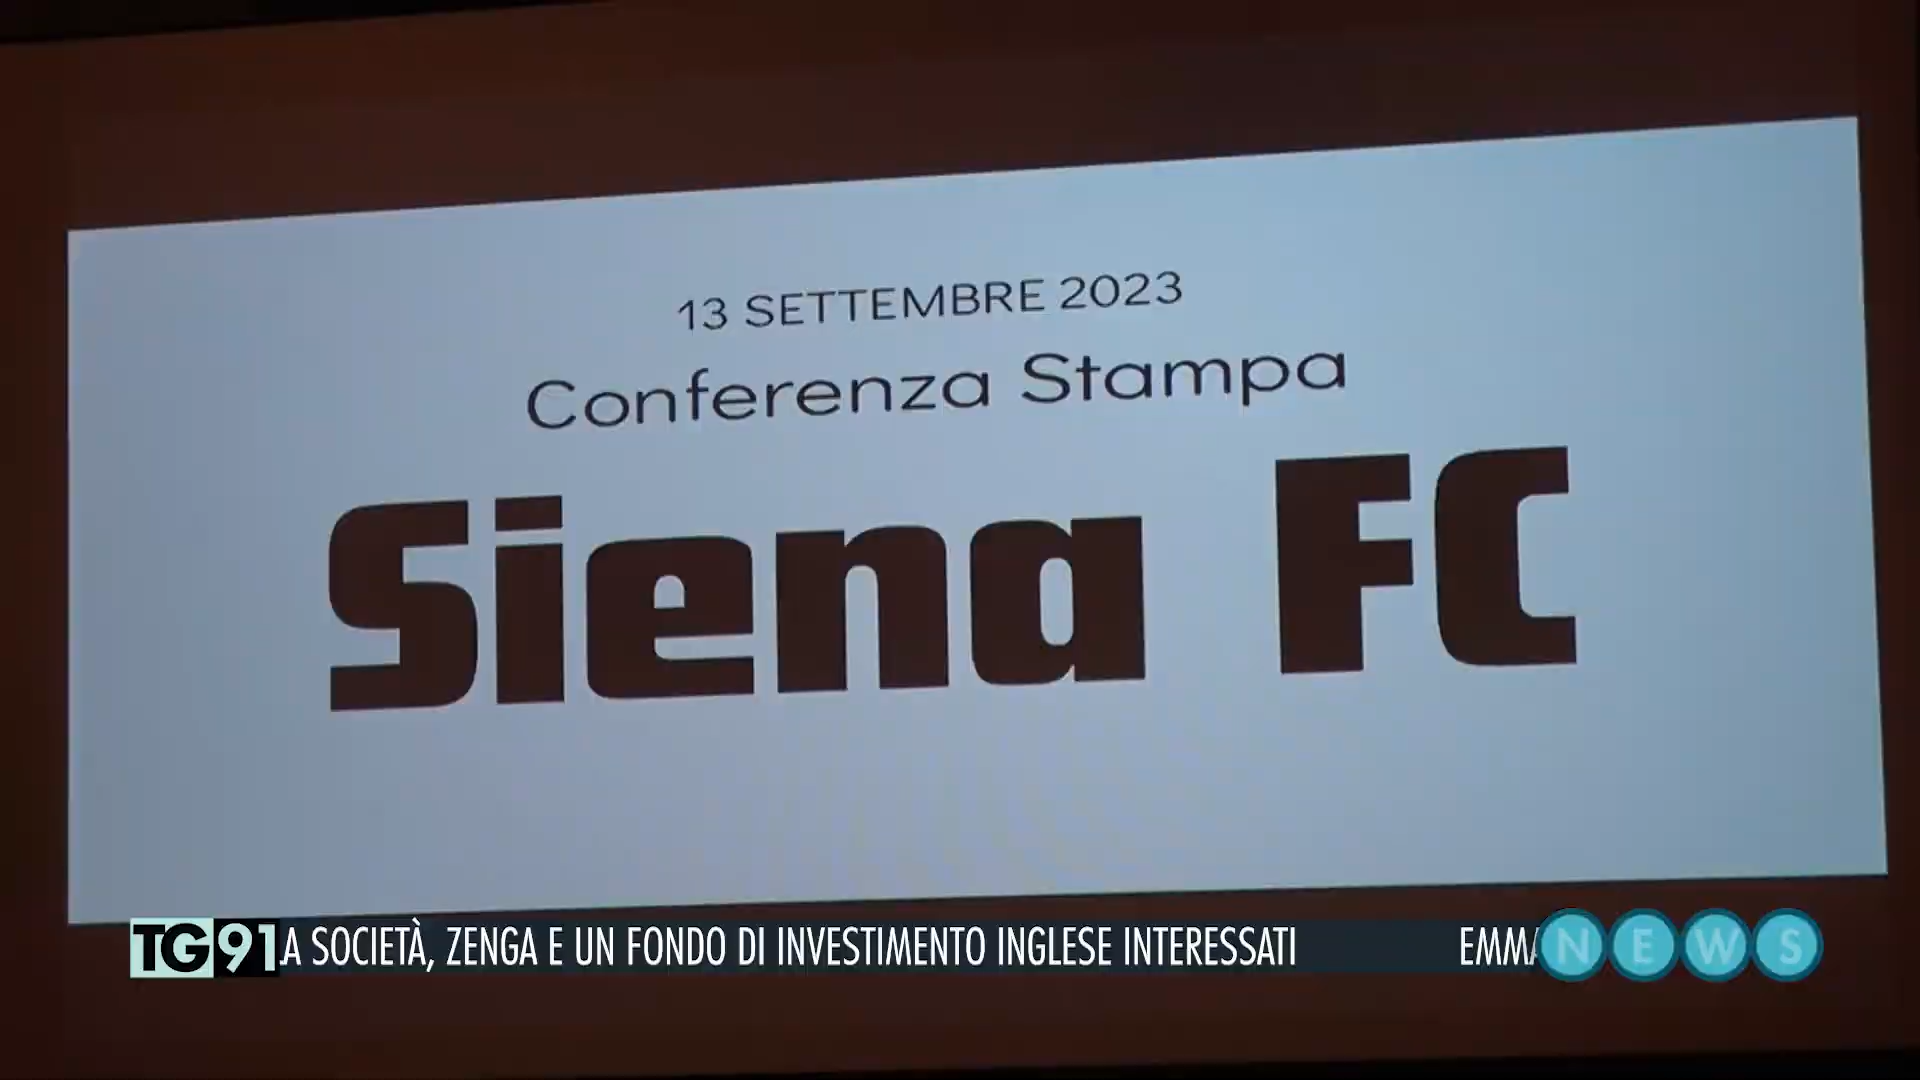 13 SETTEMBRE 2023
Conferenza Stampa
Siena FC
TG91 A SOCIETÀ, ZENGA E UN FONDO DI INVESTIMENTO INGLESE INTERESSATI EMMA NEWS